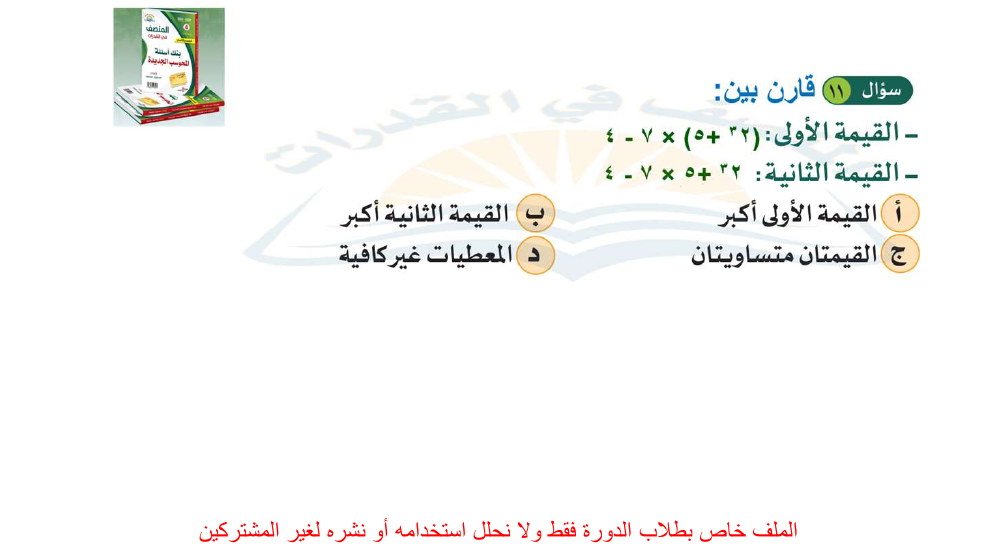 المنصف
في القدرات
بنك أسئلة
المحوسب الجديدة
سؤال ١١ قارن بين:
– القيمة الأولى: (٣٢ +٥) × ٧ - ٤
– القيمة الثانية: ٣٢ +٥ × ٧ - ٤
أ القيمة الأولى أكبر ب القيمة الثانية أكبر
ج القيمتان متساويتان د المعطيات غير كافية
الملف خاص بطلاب الدورة فقط ولا نحلل استخدامه أو نشره لغير المشتركين